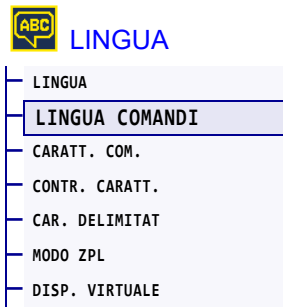 ABC
LINGUA
LINGUA
LINGUA COMANDI
CARATT. COM.
CONTR. CARATT.
CAR. DELIMITAT
MODO ZPL
DISP. VIRTUALE